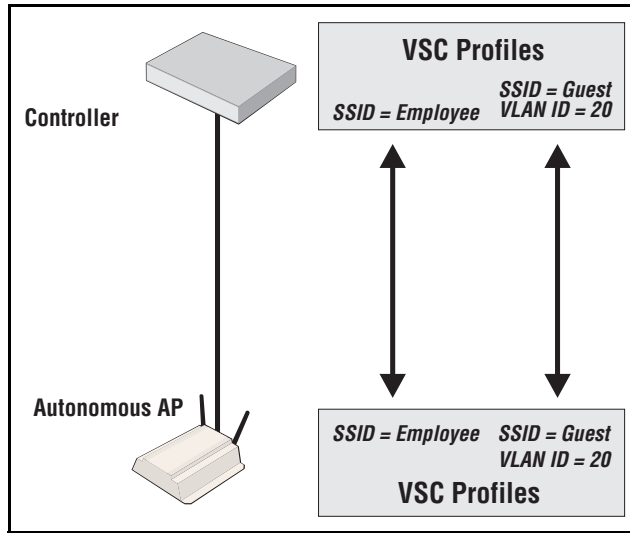 VSC Profiles
SSID = Employee
SSID = Guest
VLAN ID = 20
Controller
Autonomous AP
SSID = Employee
SSID = Guest
VLAN ID = 20
VSC Profiles